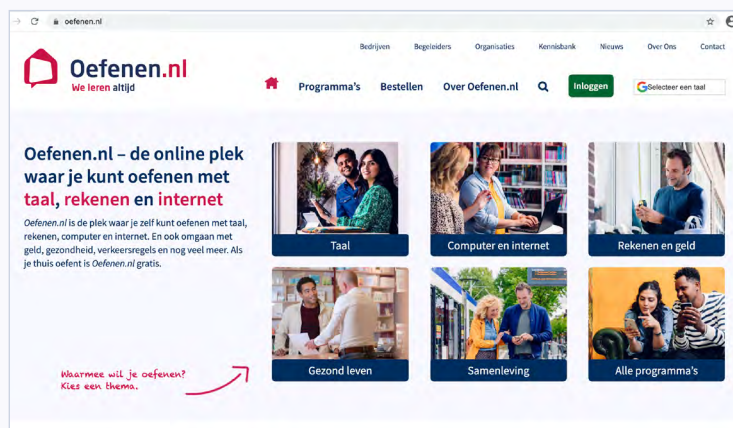 oefenen.nl
Bedrijven Begeleiders Organisaties Kennisbank Nieuws Over Ons Contact
Oefenen.nl
We leren altijd
Programma's Bestellen Over Oefenen.nl Inloggen Selecteer een taal
Oefenen.nl – de online plek
waar je kunt oefenen met
taal, rekenen en internet
Oefenen.nl is de plek waar je zelf kunt oefenen met taal,
rekenen, computer en internet. En ook omgaan met
geld, gezondheid, verkeersregels en nog veel meer. Als
je thuis oefent is Oefenen.nl gratis.
Taal Computer en internet Rekenen en geld
Waarmee wil je oefenen?
Kies een thema.
Gezond leven Samenleving Alle programma's